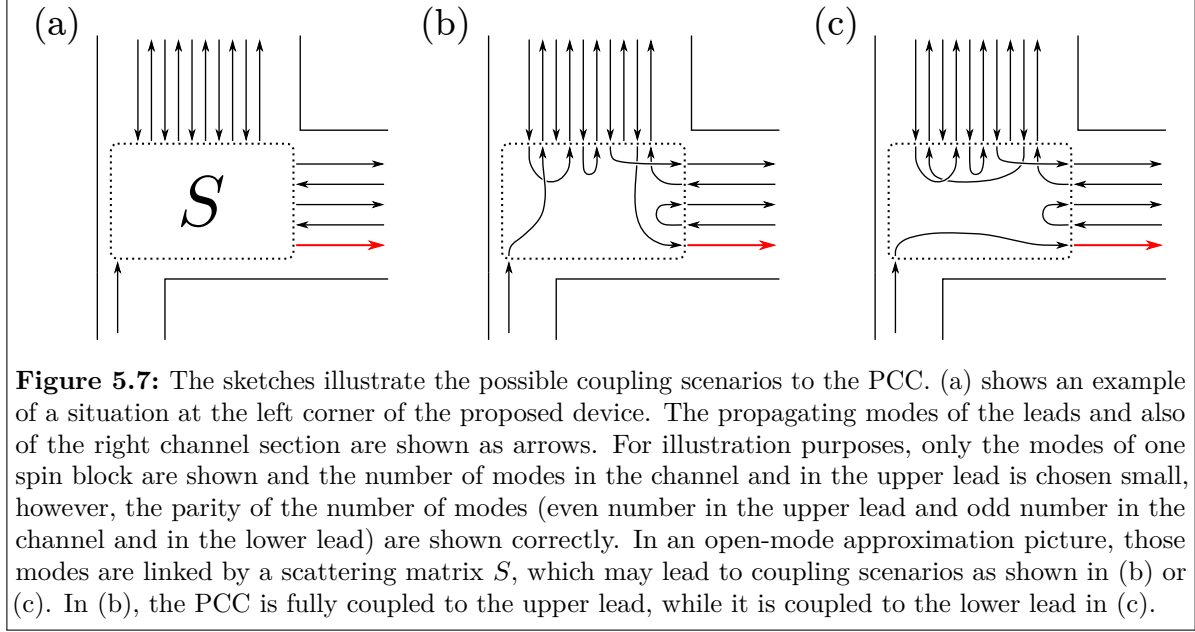 (a) (b) (c)
S
Figure 5.7: The sketches illustrate the possible coupling scenarios to the PCC. (a) shows an example
of a situation at the left corner of the proposed device. The propagating modes of the leads and also
of the right channel section are shown as arrows. For illustration purposes, only the modes of one
spin block are shown and the number of modes in the channel and in the upper lead is chosen small,
however, the parity of the number of modes (even number in the upper lead and odd number in the
channel and in the lower lead) are shown correctly. In an open-mode approximation picture, those
modes are linked by a scattering matrix S, which may lead to coupling scenarios as shown in (b) or
(c). In (b), the PCC is fully coupled to the upper lead, while it is coupled to the lower lead in (c).